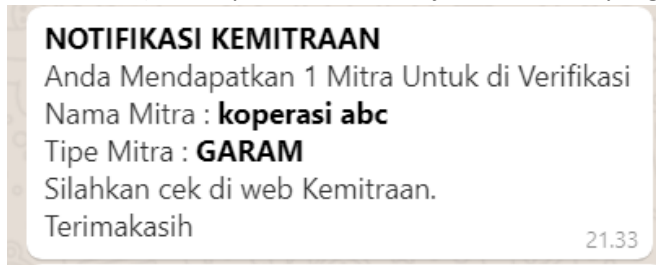 NOTIFIKASI KEMITRAAN
Anda Mendapatkan 1 Mitra Untuk di Verifikasi
Nama Mitra : koperasi abc
Tipe Mitra : GARAM
Silahkan cek di web Kemitraan.
Terimakasih
21.33